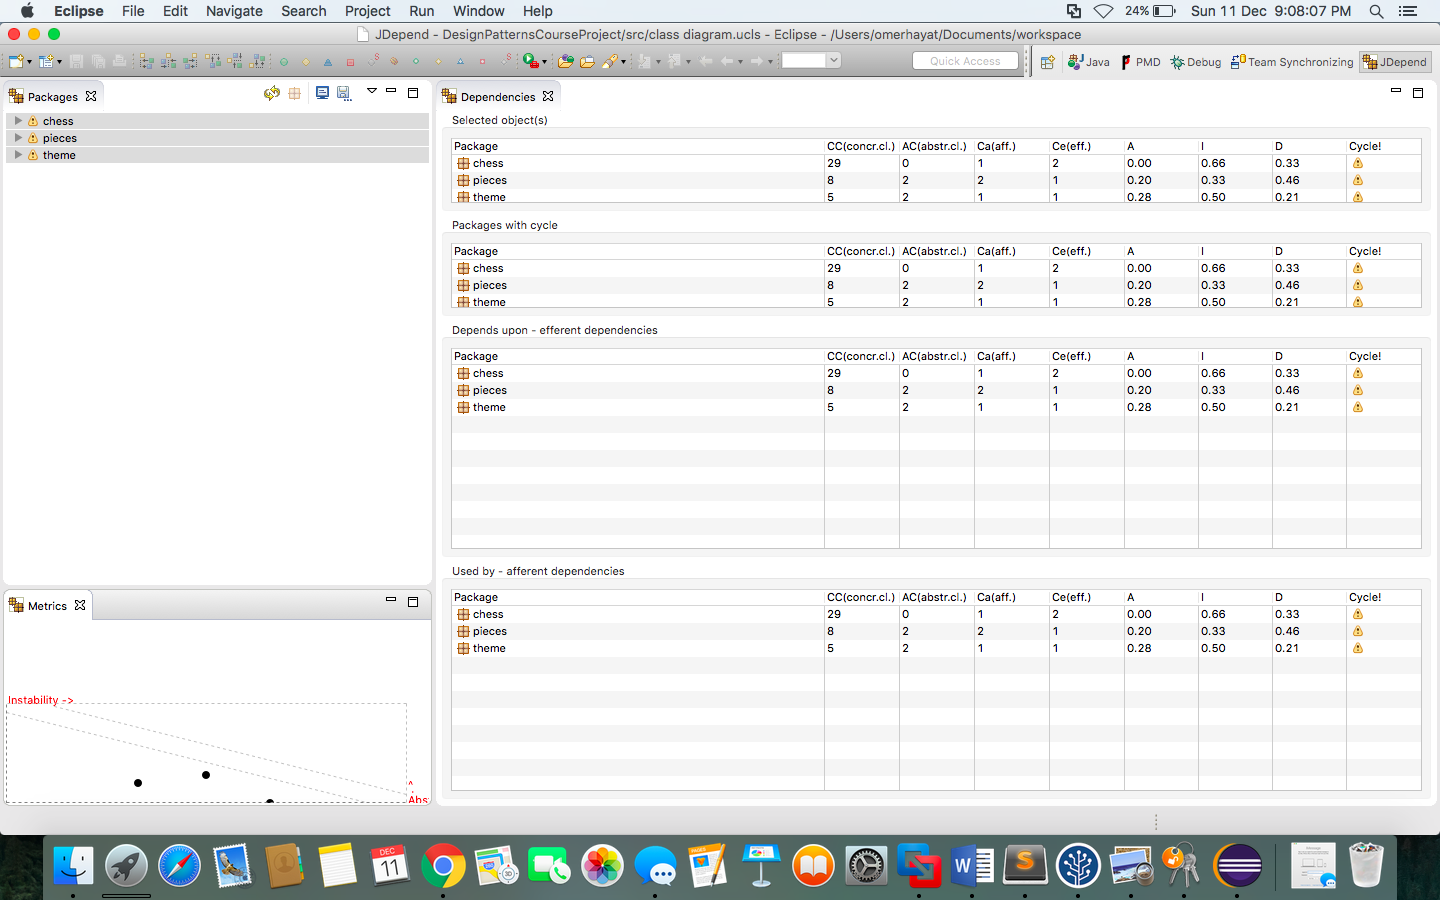 Eclipse File Edit Navigate Search Project Run Window Help 24% Sun 11 Dec 9:08:07 PM
JDepend - DesignPatternsCourseProject/src/class diagram.ucls - Eclipse - /Users/omerhayat/Documents/workspace
Quick Access Java PMD Debug Team Synchronizing JDepend
Packages
chess
pieces
theme
Metrics
Instability ->
^
Abs
Dependencies
Selected object(s)
Package CC(concr.cl.) AC(abstr.cl.) Ca(aff.) Ce(eff.) A I D Cycle!
chess 29 0 1 2 0.00 0.66 0.33
pieces 8 2 2 1 0.20 0.33 0.46
theme 5 2 1 1 0.28 0.50 0.21
Packages with cycle
Package CC(concr.cl.) AC(abstr.cl.) Ca(aff.) Ce(eff.) A I D Cycle!
chess 29 0 1 2 0.00 0.66 0.33
pieces 8 2 2 1 0.20 0.33 0.46
theme 5 2 1 1 0.28 0.50 0.21
Depends upon - efferent dependencies
Package CC(concr.cl.) AC(abstr.cl.) Ca(aff.) Ce(eff.) A I D Cycle!
chess 29 0 1 2 0.00 0.66 0.33
pieces 8 2 2 1 0.20 0.33 0.46
theme 5 2 1 1 0.28 0.50 0.21
Used by - afferent dependencies
Package CC(concr.cl.) AC(abstr.cl.) Ca(aff.) Ce(eff.) A I D Cycle!
chess 29 0 1 2 0.00 0.66 0.33
pieces 8 2 2 1 0.20 0.33 0.46
theme 5 2 1 1 0.28 0.50 0.21
DEC
11
3D
PAGES
W
S